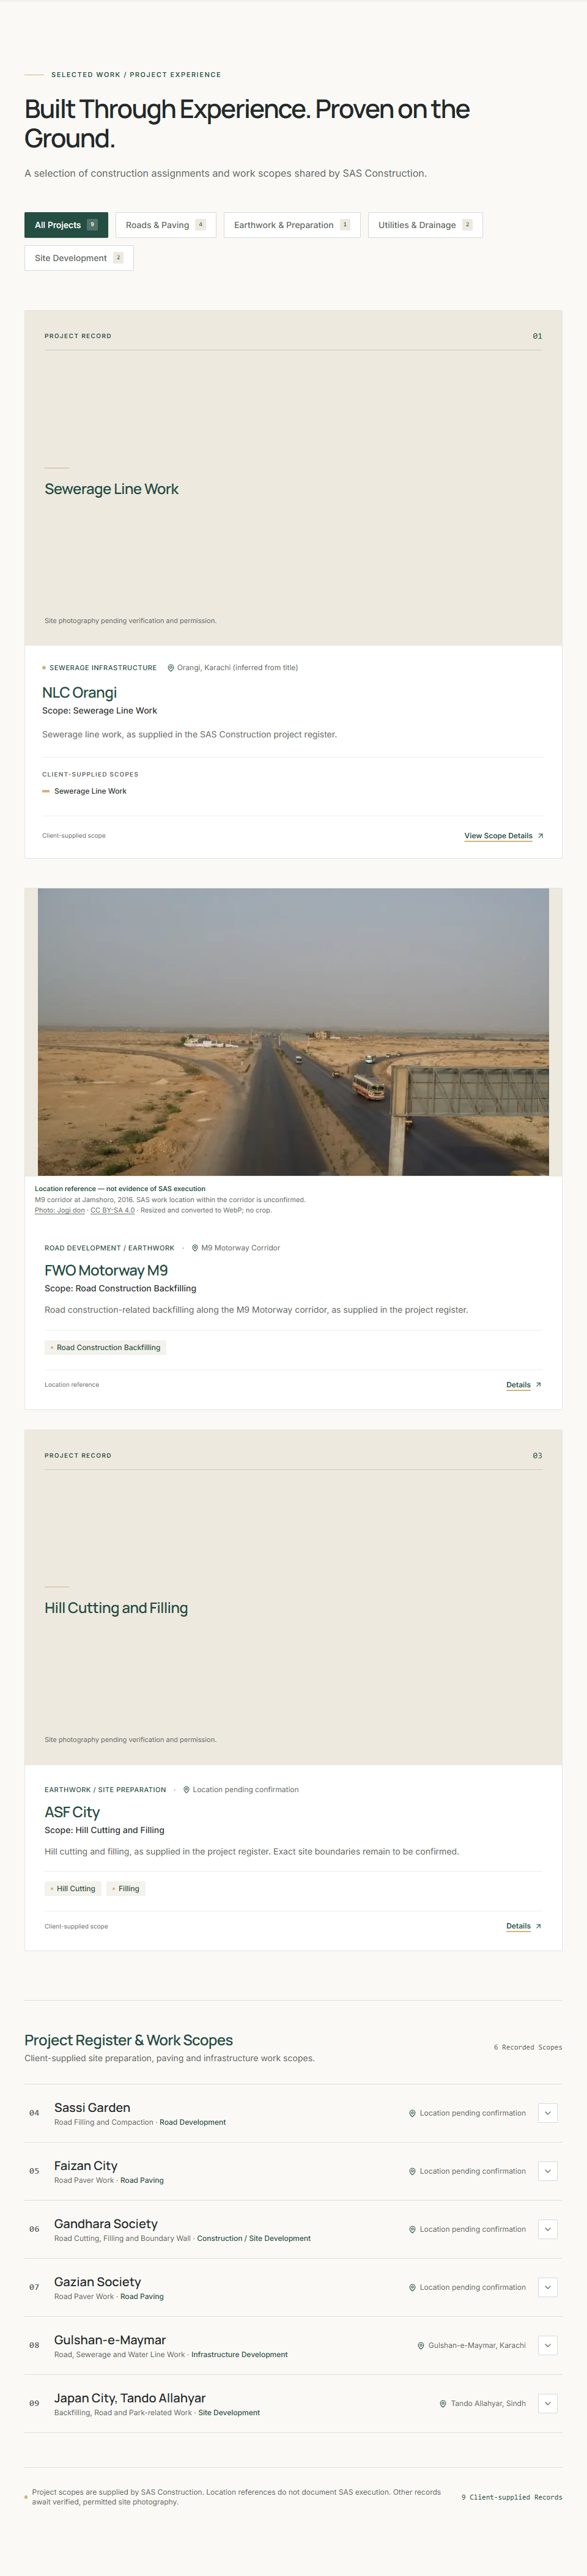 SELECTED WORK / PROJECT EXPERIENCE
Built Through Experience. Proven on the
Ground.
A selection of construction assignments and work scopes shared by SAS Construction.
All Projects 9
Roads & Paving 4
Earthwork & Preparation 1
Utilities & Drainage 2
Site Development 2
PROJECT RECORD 01
Sewerage Line Work
Site photography pending verification and permission.
SEWERAGE INFRASTRUCTURE Orangi, Karachi (inferred from title)
NLC Orangi
Scope: Sewerage Line Work
Sewerage line work, as supplied in the SAS Construction project register.
CLIENT-SUPPLIED SCOPES
Sewerage Line Work
Client-supplied scope View Scope Details
Location reference — not evidence of SAS execution
M9 corridor at Jamshoro, 2016. SAS work location within the corridor is unconfirmed.
Photo: Jogi don · CC BY-SA 4.0 · Resized and converted to WebP; no crop.
ROAD DEVELOPMENT / EARTHWORK · M9 Motorway Corridor
FWO Motorway M9
Scope: Road Construction Backfilling
Road construction-related backfilling along the M9 Motorway corridor, as supplied in the project register.
Road Construction Backfilling
Location reference Details
PROJECT RECORD 03
Hill Cutting and Filling
Site photography pending verification and permission.
EARTHWORK / SITE PREPARATION · Location pending confirmation
ASF City
Scope: Hill Cutting and Filling
Hill cutting and filling, as supplied in the project register. Exact site boundaries remain to be confirmed.
Hill Cutting Filling
Client-supplied scope Details
Project Register & Work Scopes
Client-supplied site preparation, paving and infrastructure work scopes.
6 Recorded Scopes
04 Sassi Garden Location pending confirmation
Road Filling and Compaction · Road Development
05 Faizan City Location pending confirmation
Road Paver Work · Road Paving
06 Gandhara Society Location pending confirmation
Road Cutting, Filling and Boundary Wall · Construction / Site Development
07 Gazian Society Location pending confirmation
Road Paver Work · Road Paving
08 Gulshan-e-Maymar Gulshan-e-Maymar, Karachi
Road, Sewerage and Water Line Work · Infrastructure Development
09 Japan City, Tando Allahyar Tando Allahyar, Sindh
Backfilling, Road and Park-related Work · Site Development
Project scopes are supplied by SAS Construction. Location references do not document SAS execution. Other records
await verified, permitted site photography.
9 Client-supplied Records